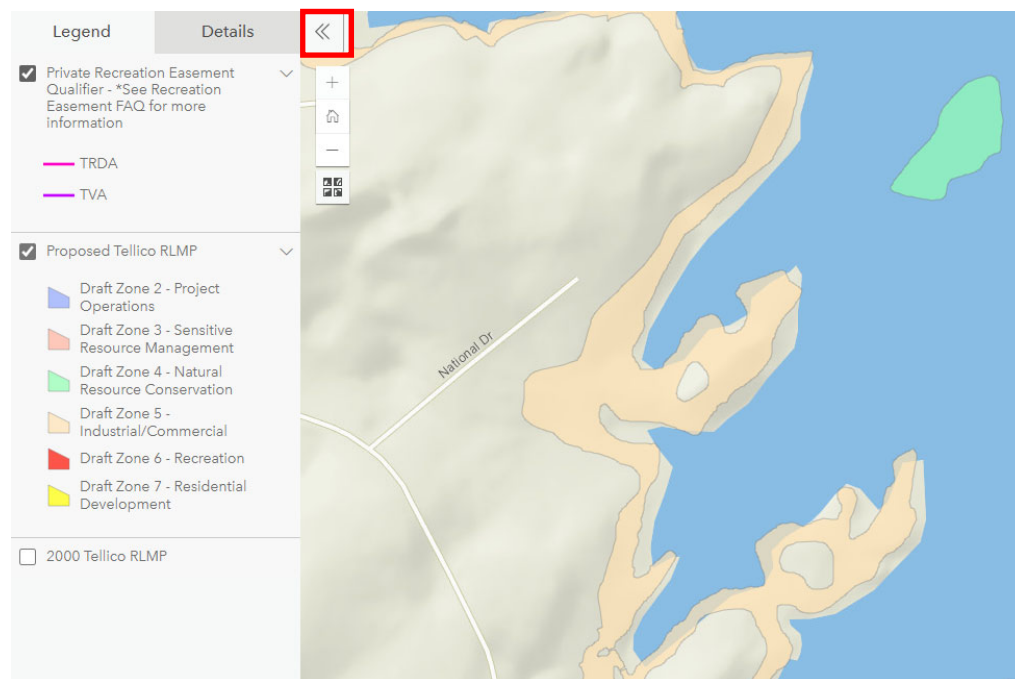 Legend
Details
Private Recreation Easement
Qualifier - *See Recreation
Easement FAQ for more
information
TRDA
TVA
Proposed Tellico RLMP
Draft Zone 2 - Project
Operations
Draft Zone 3 - Sensitive
Resource Management
Draft Zone 4 - Natural
Resource Conservation
Draft Zone 5 -
Industrial/Commercial
Draft Zone 6 - Recreation
Draft Zone 7 - Residential
Development
2000 Tellico RLMP
National Dr